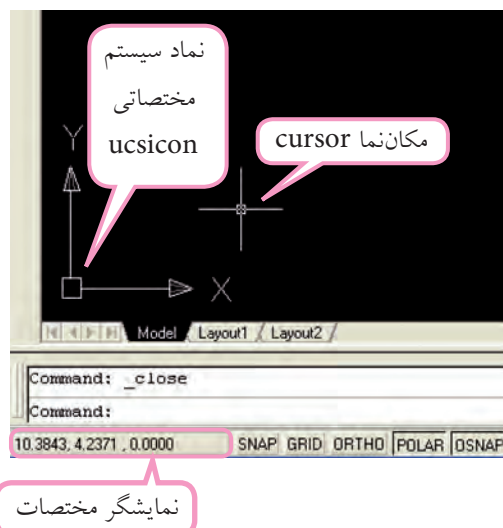 نماد سیستم
مختصاتی
ucsicon
مکان‌نما cursor
Y
X
Model Layout1 Layout2
Command: _close
Command:
10.3843, 4.2371 , 0.0000 SNAP GRID ORTHO POLAR OSNAP
نمایشگر مختصات